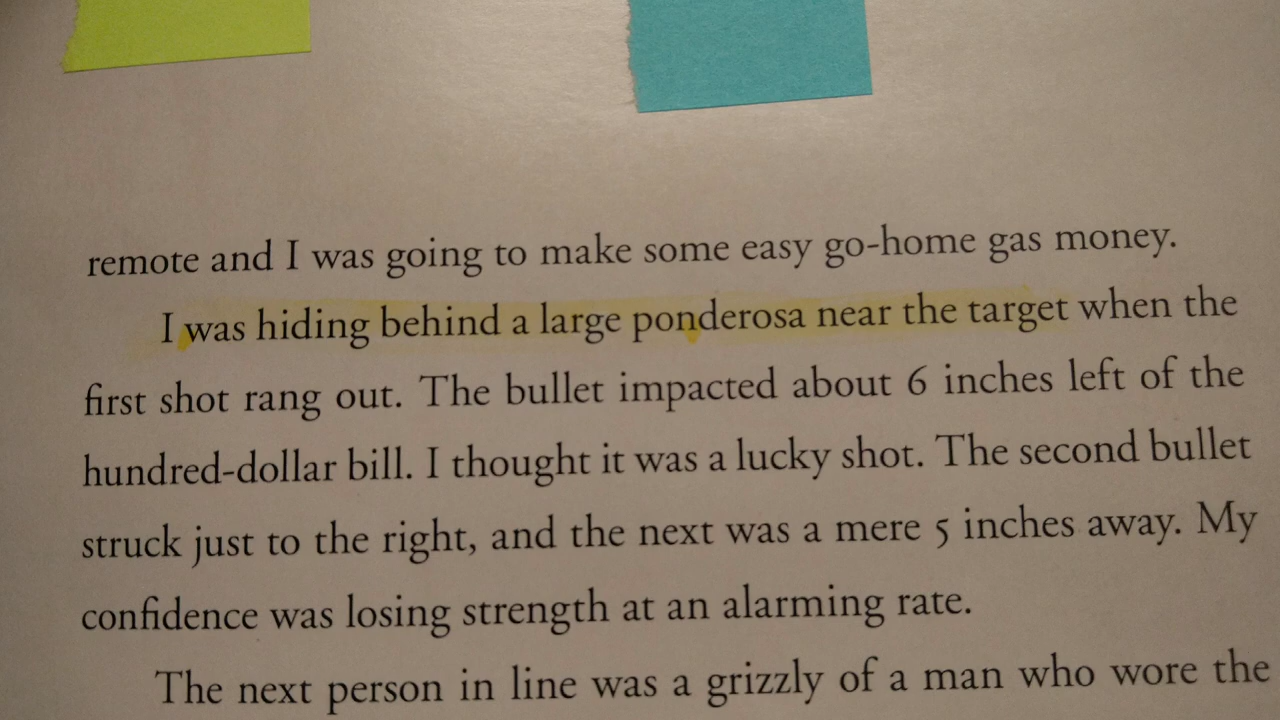 remote and I was going to make some easy go-home gas money.
I was hiding behind a large ponderosa near the target when the
first shot rang out. The bullet impacted about 6 inches left of the
hundred-dollar bill. I thought it was a lucky shot. The second bullet
struck just to the right, and the next was a mere 5 inches away. My
confidence was losing strength at an alarming rate.
The next person in line was a grizzly of a man who wore the